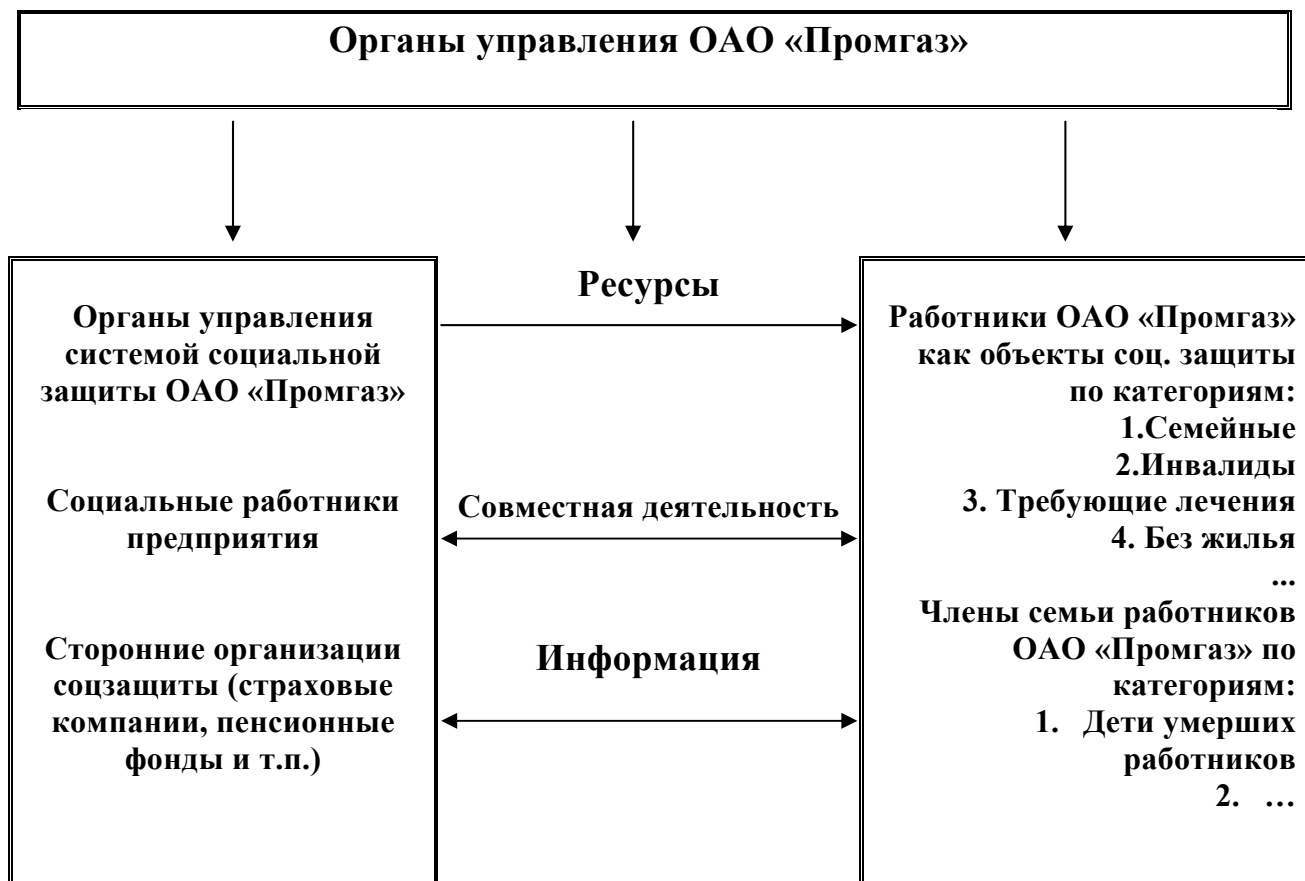 Органы управления ОАО «Промгаз»
Органы управления
системой социальной
защиты ОАО «Промгаз»
Социальные работники
предприятия
Сторонние организации
соцзащиты (страховые
компании, пенсионные
фонды и т.п.)
Ресурсы
Совместная деятельность
Информация
Работники ОАО «Промгаз»
как объекты соц. защиты
по категориям:
1.Семейные
2.Инвалиды
3. Требующие лечения
4. Без жилья
...
Члены семьи работников
ОАО «Промгаз» по
категориям:
1. Дети умерших
работников
2. …